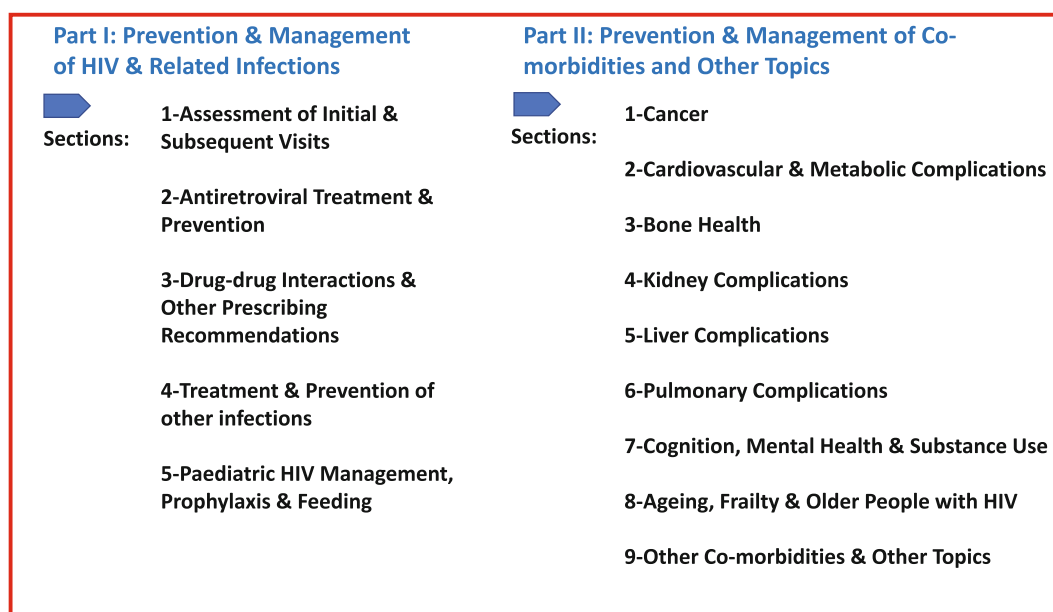 Part I: Prevention & Management
of HIV & Related Infections
Sections:
1-Assessment of Initial &
Subsequent Visits
2-Antiretroviral Treatment &
Prevention
3-Drug-drug Interactions &
Other Prescribing
Recommendations
4-Treatment & Prevention of
other infections
5-Paediatric HIV Management,
Prophylaxis & Feeding
Part II: Prevention & Management of Co-
morbidities and Other Topics
Sections:
1-Cancer
2-Cardiovascular & Metabolic Complications
3-Bone Health
4-Kidney Complications
5-Liver Complications
6-Pulmonary Complications
7-Cognition, Mental Health & Substance Use
8-Ageing, Frailty & Older People with HIV
9-Other Co-morbidities & Other Topics